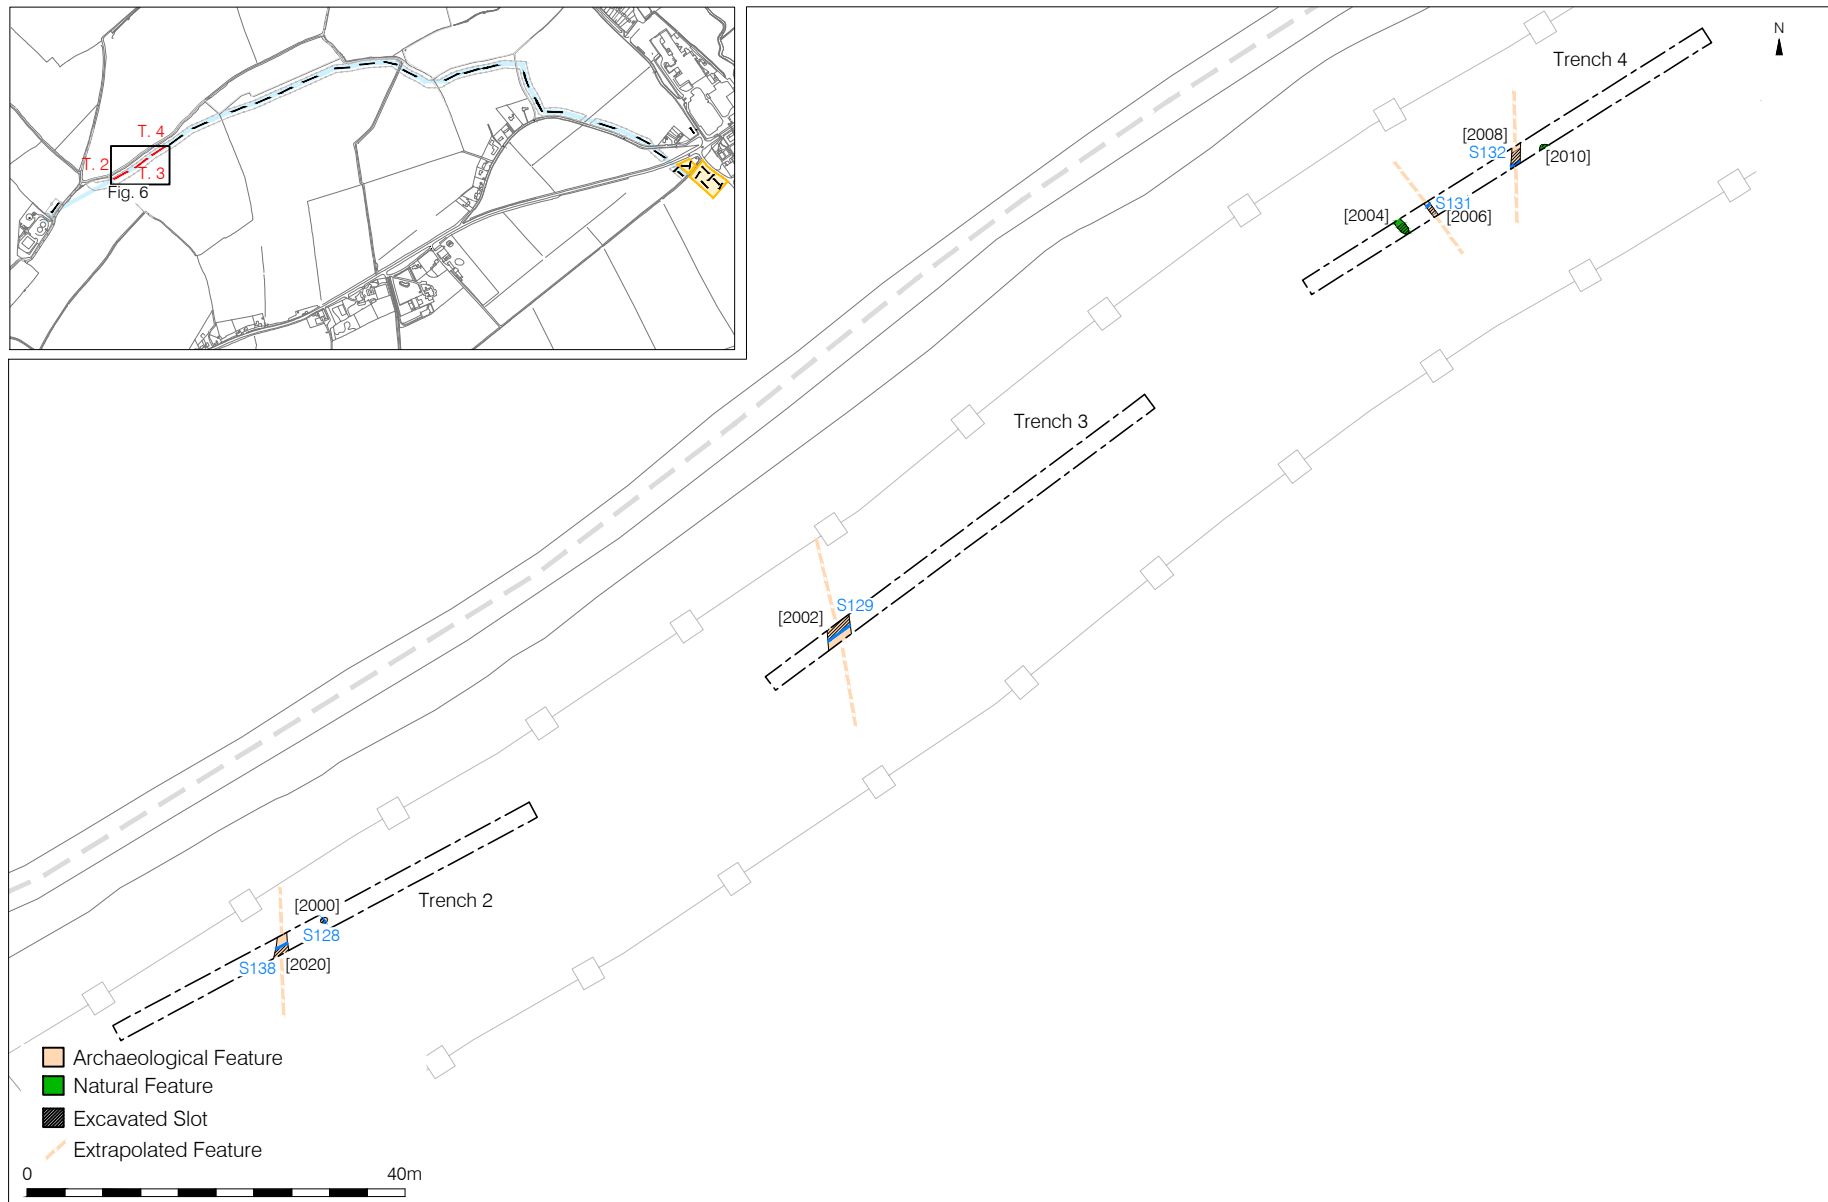 T. 4
T. 2
T. 3
Fig. 6
N
Trench 4
[2008]
S132
[2010]
S131
[2004]
[2006]
Trench 3
S129
[2002]
Trench 2
[2000]
S128
S138
[2020]
Archaeological Feature
Natural Feature
Excavated Slot
Extrapolated Feature
0
40m